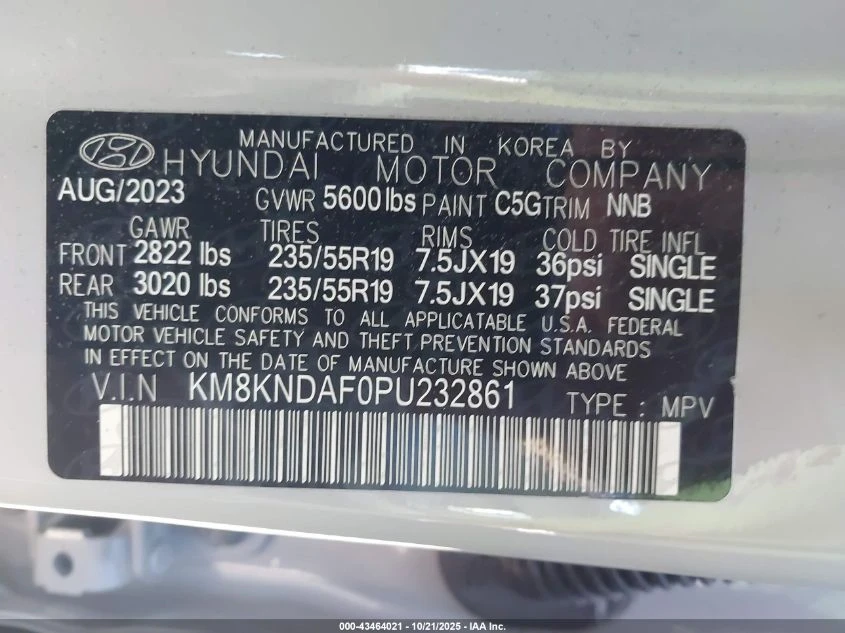 MANUFACTURED IN KOREA BY
HYUNDAI MOTOR COMPANY
AUG/2023 GVWR 5600 lbs PAINT C5G TRIM NNB
GAWR TIRES RIMS COLD TIRE INFL
FRONT 2822 lbs 235/55R19 7.5JX19 36psi SINGLE
REAR 3020 lbs 235/55R19 7.5JX19 37psi SINGLE
THIS VEHICLE CONFORMS TO ALL APPLICATABLE U.S.A. FEDERAL
MOTOR VEHICLE SAFETY AND THEFT PREVENTION STANDARDS
IN EFFECT ON THE DATE OF MANUFACTURE SHOWN ABOVE
V.I.N KM8KNDAF0PU232861 TYPE : MPV
000-43464021 - 10/21/2025 - IAA Inc.